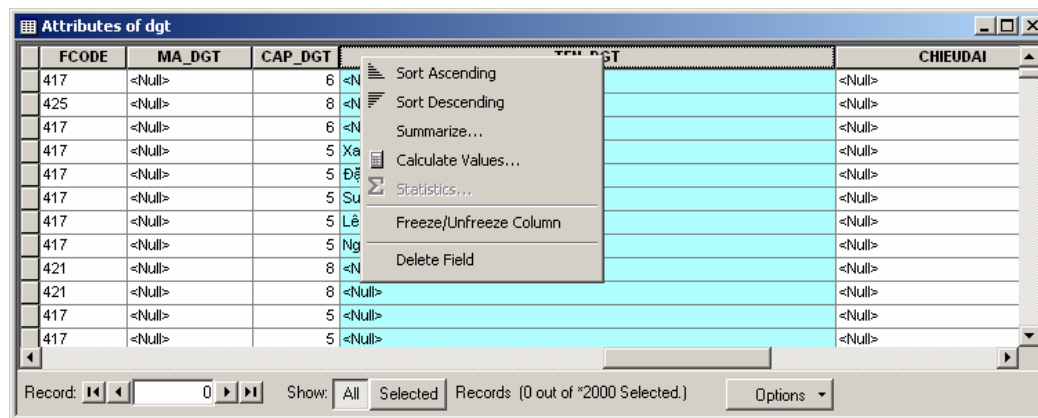 Attributes of dgt
FCODE MA_DGT CAP_DGT TEN_DGT CHIEUDAI
417 <Null> 6 <N <Null>
Sort Ascending
425 <Null> 8 <N <Null>
Sort Descending
417 <Null> 6 <N <Null>
Summarize...
417 <Null> 5 Xa <Null>
Calculate Values...
417 <Null> 5 Đặ <Null>
Statistics...
417 <Null> 5 Su <Null>
417 <Null> 5 Lê <Null>
Freeze/Unfreeze Column
417 <Null> 5 Ng <Null>
Delete Field
421 <Null> 8 <N <Null>
421 <Null> 8 <Null> <Null>
417 <Null> 5 <Null> <Null>
417 <Null> 5 <Null> <Null>
Record: 0 Show: All Selected Records (0 out of *2000 Selected.) Options